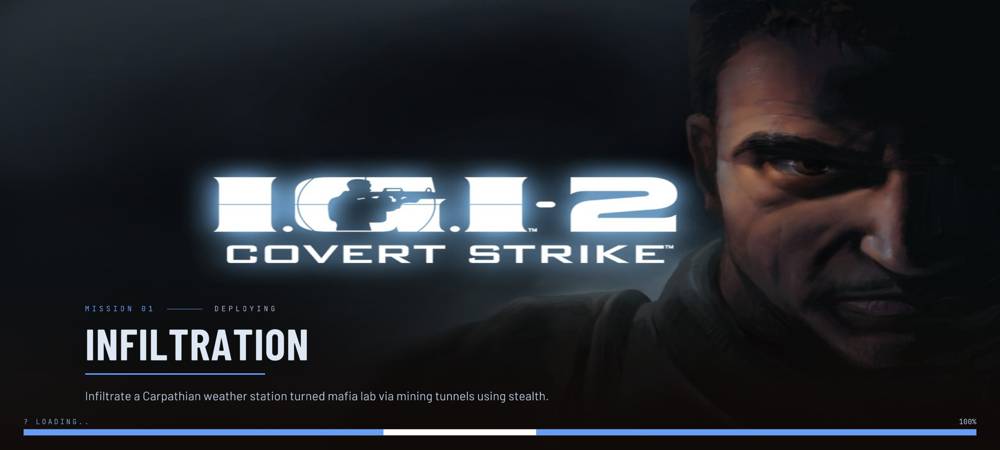 I.G.I-2™
COVERT STRIKE™
MISSION 01 DEPLOYING
INFILTRATION
Infiltrate a Carpathian weather station turned mafia lab via mining tunnels using stealth.
? LOADING..
100%